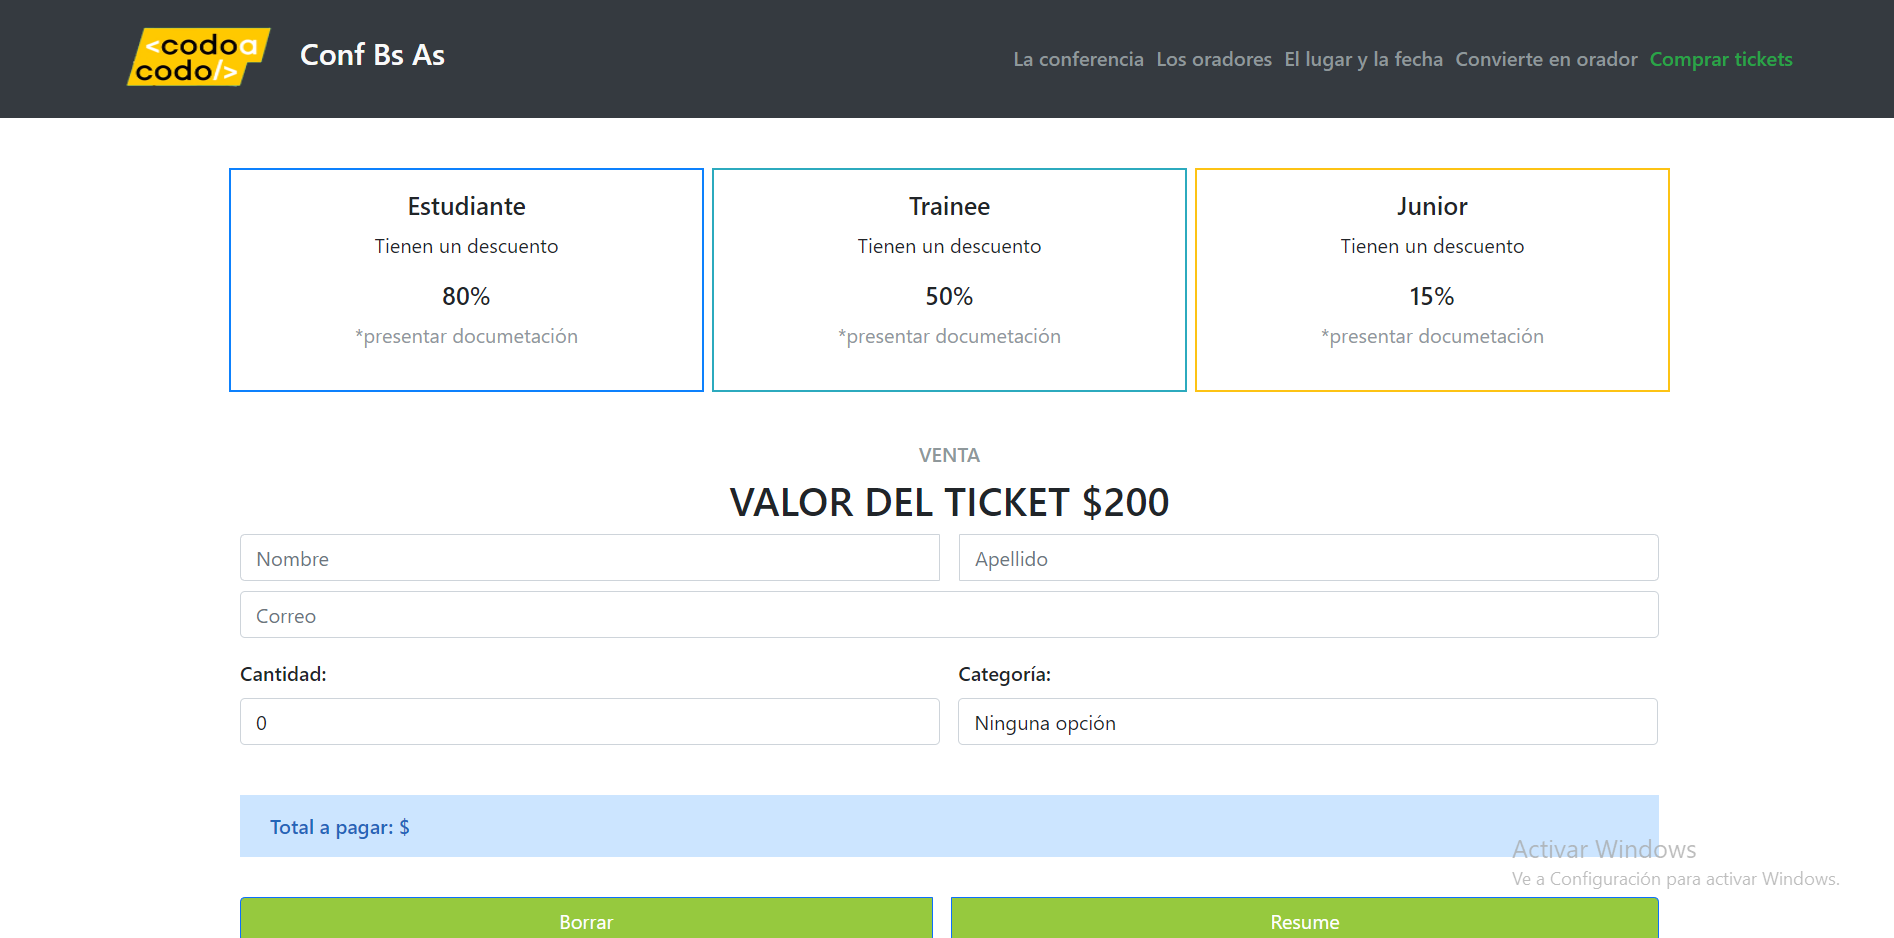 <codoa
codo/>
Conf Bs As
La conferencia Los oradores El lugar y la fecha Convierte en orador Comprar tickets
Estudiante
Tienen un descuento
80%
*presentar documetación
Trainee
Tienen un descuento
50%
*presentar documetación
Junior
Tienen un descuento
15%
*presentar documetación
VENTA
VALOR DEL TICKET $200
Nombre
Apellido
Correo
Cantidad:
0
Categoría:
Ninguna opción
Total a pagar: $
Activar Windows
Ve a Configuración para activar Windows.
Borrar
Resume